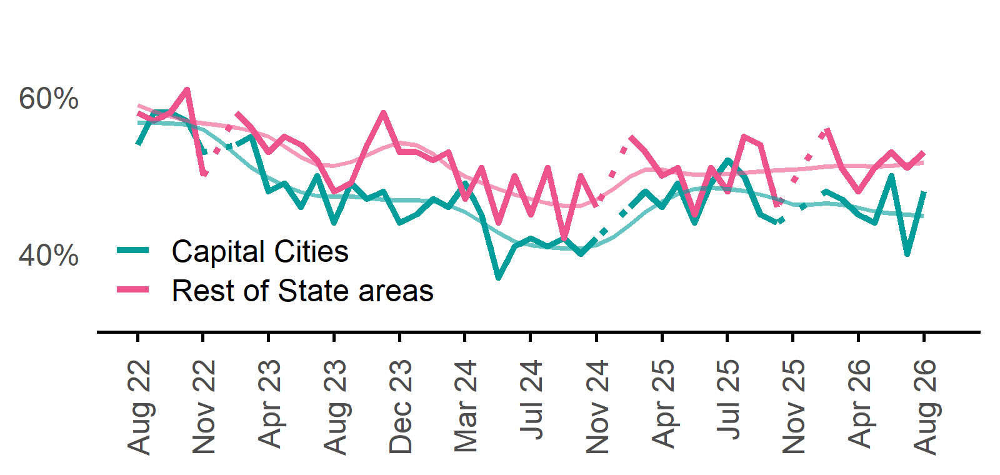 60%
40%
Capital Cities
Rest of State areas
Aug 22
Nov 22
Apr 23
Aug 23
Dec 23
Mar 24
Jul 24
Nov 24
Apr 25
Jul 25
Nov 25
Apr 26
Aug 26